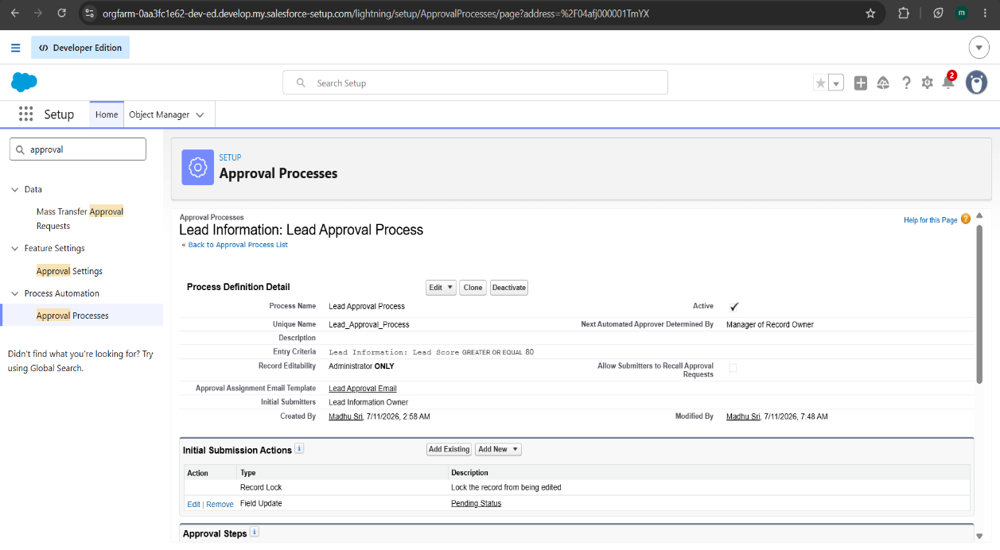 orgfarm-0aa3fc1e62-dev-ed.develop.my.salesforce-setup.com/lightning/setup/ApprovalProcesses/page?address=%2F04afj000001TmYX
m
</> Developer Edition
Search Setup
2
Setup
Home
Object Manager
approval
Data
Mass Transfer Approval
Requests
Feature Settings
Approval Settings
Process Automation
Approval Processes
Didn't find what you're looking for? Try
using Global Search.
SETUP
Approval Processes
Approval Processes
Help for this Page ?
Lead Information: Lead Approval Process
« Back to Approval Process List
Process Definition Detail Edit Clone Deactivate
Process Name Lead Approval Process Active ✓
Unique Name Lead_Approval_Process Next Automated Approver Determined By Manager of Record Owner
Description
Entry Criteria Lead Information: Lead Score GREATER OR EQUAL 80
Record Editability Administrator ONLY Allow Submitters to Recall Approval
Requests
Approval Assignment Email Template Lead Approval Email
Initial Submitters Lead Information Owner
Created By Madhu Sri, 7/11/2026, 2:58 AM Modified By Madhu Sri, 7/11/2026, 7:48 AM
Initial Submission Actions i Add Existing Add New
Action Type Description
Record Lock Lock the record from being edited
Edit | Remove Field Update Pending Status
Approval Steps i